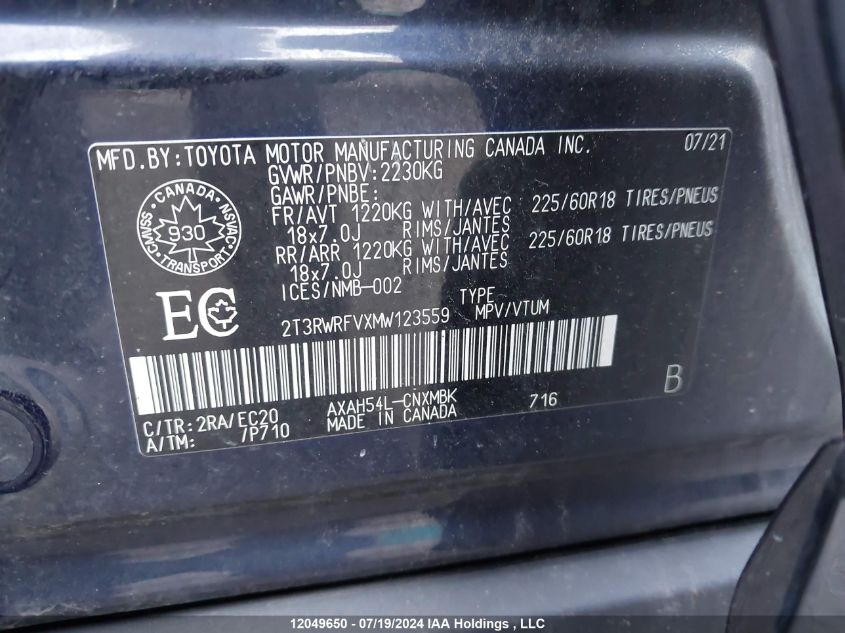 MFD.BY:TOYOTA MOTOR MANUFACTURING CANADA INC. 07/21
GVWR/PNBV:2230KG
GAWR/PNBE:
FR/AVT 1220KG WITH/AVEC 225/60R18 TIRES/PNEUS
18x7.0J RIMS/JANTES
RR/ARR 1220KG WITH/AVEC 225/60R18 TIRES/PNEUS
18x7.0J RIMS/JANTES
ICES/NMB-002
CANADA
CMVSS
NSVAC
930
TRANSPORT
EC
TYPE
2T3RWRFVXMW123559 MPV/VTUM
B
C/TR:2RA/EC20 AXAH54L-CNXMBK 716
A/TM: /P710 MADE IN CANADA
12049650 - 07/19/2024 IAA Holdings , LLC